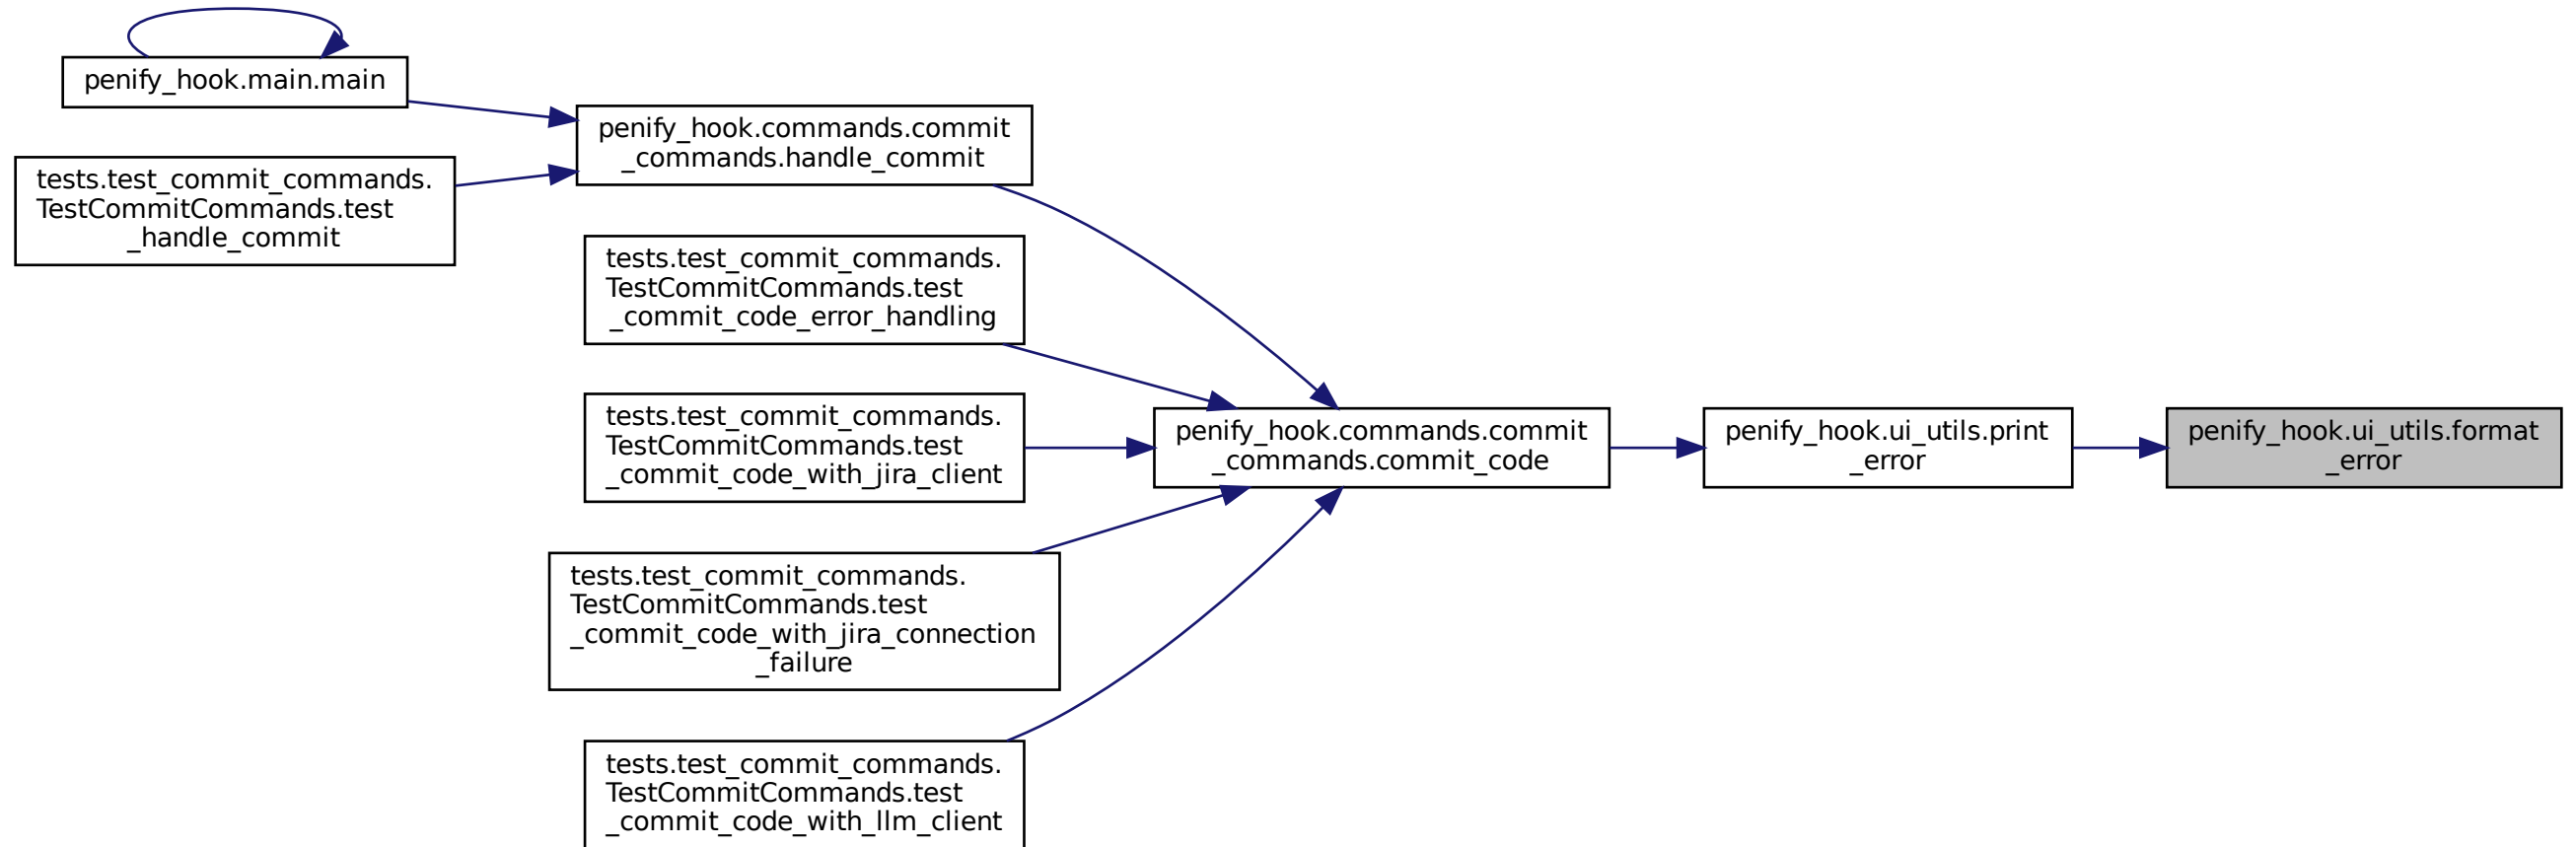 penify_hook.main.main
tests.test_commit_commands.
TestCommitCommands.test
_handle_commit
penify_hook.commands.commit
_commands.handle_commit
tests.test_commit_commands.
TestCommitCommands.test
_commit_code_error_handling
tests.test_commit_commands.
TestCommitCommands.test
_commit_code_with_jira_client
tests.test_commit_commands.
TestCommitCommands.test
_commit_code_with_jira_connection
_failure
tests.test_commit_commands.
TestCommitCommands.test
_commit_code_with_llm_client
penify_hook.commands.commit
_commands.commit_code
penify_hook.ui_utils.print
_error
penify_hook.ui_utils.format
_error